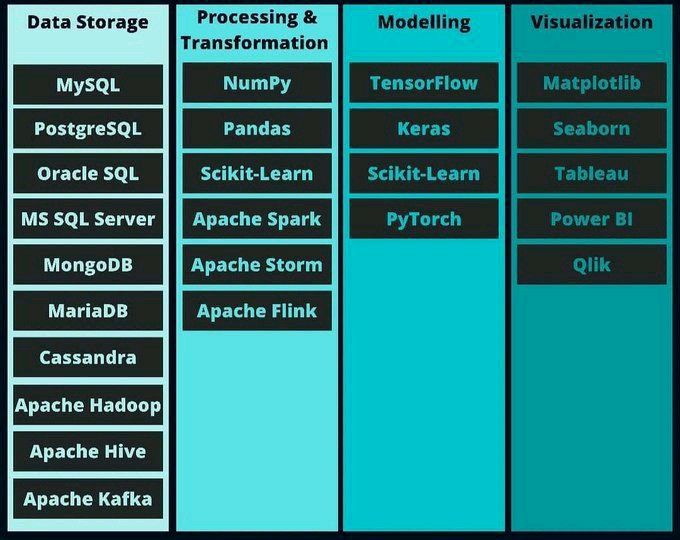 Data Storage
MySQL
PostgreSQL
Oracle SQL
MS SQL Server
MongoDB
MariaDB
Cassandra
Apache Hadoop
Apache Hive
Apache Kafka
Processing &
Transformation
NumPy
Pandas
Scikit-Learn
Apache Spark
Apache Storm
Apache Flink
Modelling
TensorFlow
Keras
Scikit-Learn
PyTorch
Visualization
Matplotlib
Seaborn
Tableau
Power BI
Qlik